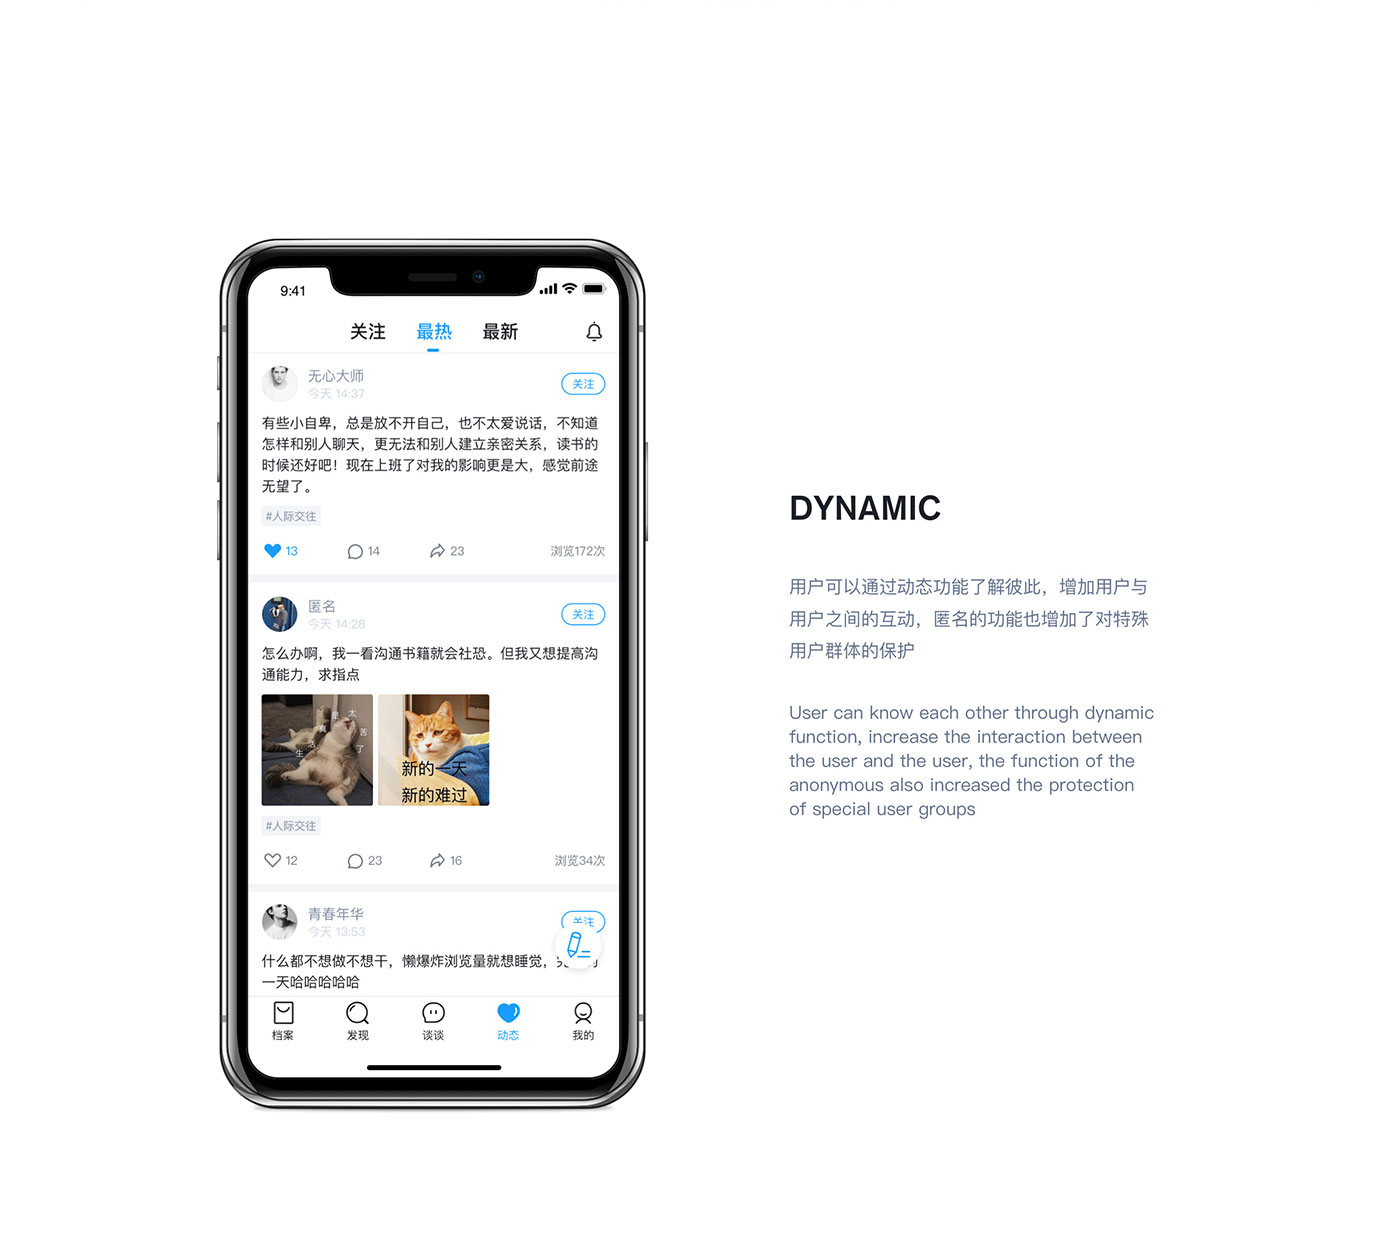 9:41
关注 最热 最新
无心大师
今天 14:37
关注
有些小自卑，总是放不开自己，也不太爱说话，不知道
怎样和别人聊天，更无法和别人建立亲密关系，读书的
时候还好吧！现在上班了对我的影响更是大，感觉前途
无望了。
#人际交往
13 14 23 浏览172次
匿名
今天 14:28
关注
怎么办啊，我一看沟通书籍就会社恐。但我又想提高沟
通能力，求指点
生活真是太苦了
新的一天
新的难过
#人际交往
12 23 16 浏览34次
青春年华
今天 13:53
关注
什么都不想做不想干，懒爆炸浏览量就想睡觉，
一天哈哈哈哈哈
档案 发现 谈谈 动态 我的
DYNAMIC
用户可以通过动态功能了解彼此，增加用户与
用户之间的互动，匿名的功能也增加了对特殊
用户群体的保护
User can know each other through dynamic
function, increase the interaction between
the user and the user, the function of the
anonymous also increased the protection
of special user groups